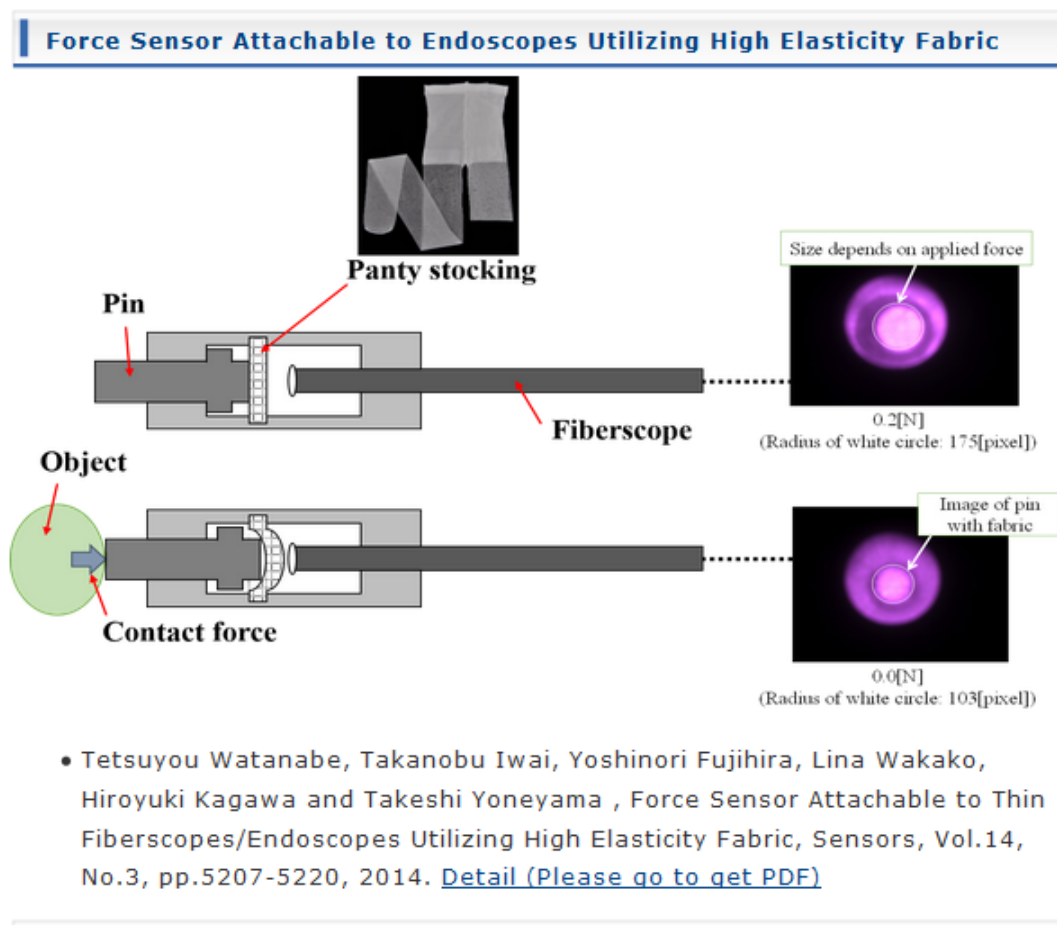 Force Sensor Attachable to Endoscopes Utilizing High Elasticity Fabric
Panty stocking
Pin
Fiberscope
Size depends on applied force
0.2[N]
(Radius of white circle: 175[pixel])
Object
Contact force
Image of pin
with fabric
0.0[N]
(Radius of white circle: 103[pixel])
• Tetsuyou Watanabe, Takanobu Iwai, Yoshinori Fujihira, Lina Wakako,
Hiroyuki Kagawa and Takeshi Yoneyama , Force Sensor Attachable to Thin
Fiberscopes/Endoscopes Utilizing High Elasticity Fabric, Sensors, Vol.14,
No.3, pp.5207-5220, 2014. Detail (Please go to get PDF)